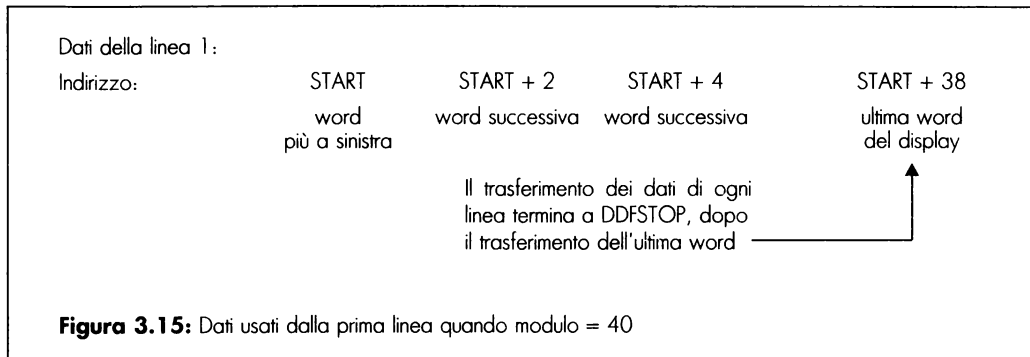 Dati della linea 1:
Indirizzo: START START + 2 START + 4 START + 38
word word successiva word successiva ultima word
più a sinistra del display
Il trasferimento dei dati di ogni
linea termina a DDFSTOP, dopo
il trasferimento dell'ultima word
Figura 3.15: Dati usati dalla prima linea quando modulo = 40